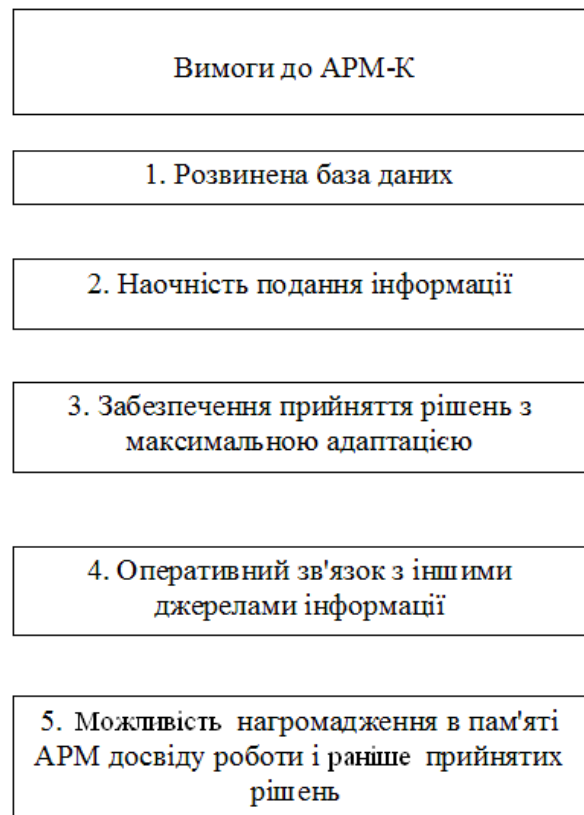 Вимоги до АРМ-К
1. Розвинена база даних
2. Наочність подання інформації
3. Забезпечення прийняття рішень з
максимальною адаптацією
4. Оперативний зв'язок з іншими
джерелами інформації
5. Можливість нагромадження в пам'яті
АРМ досвіду роботи і раніше прийнятих
рішень